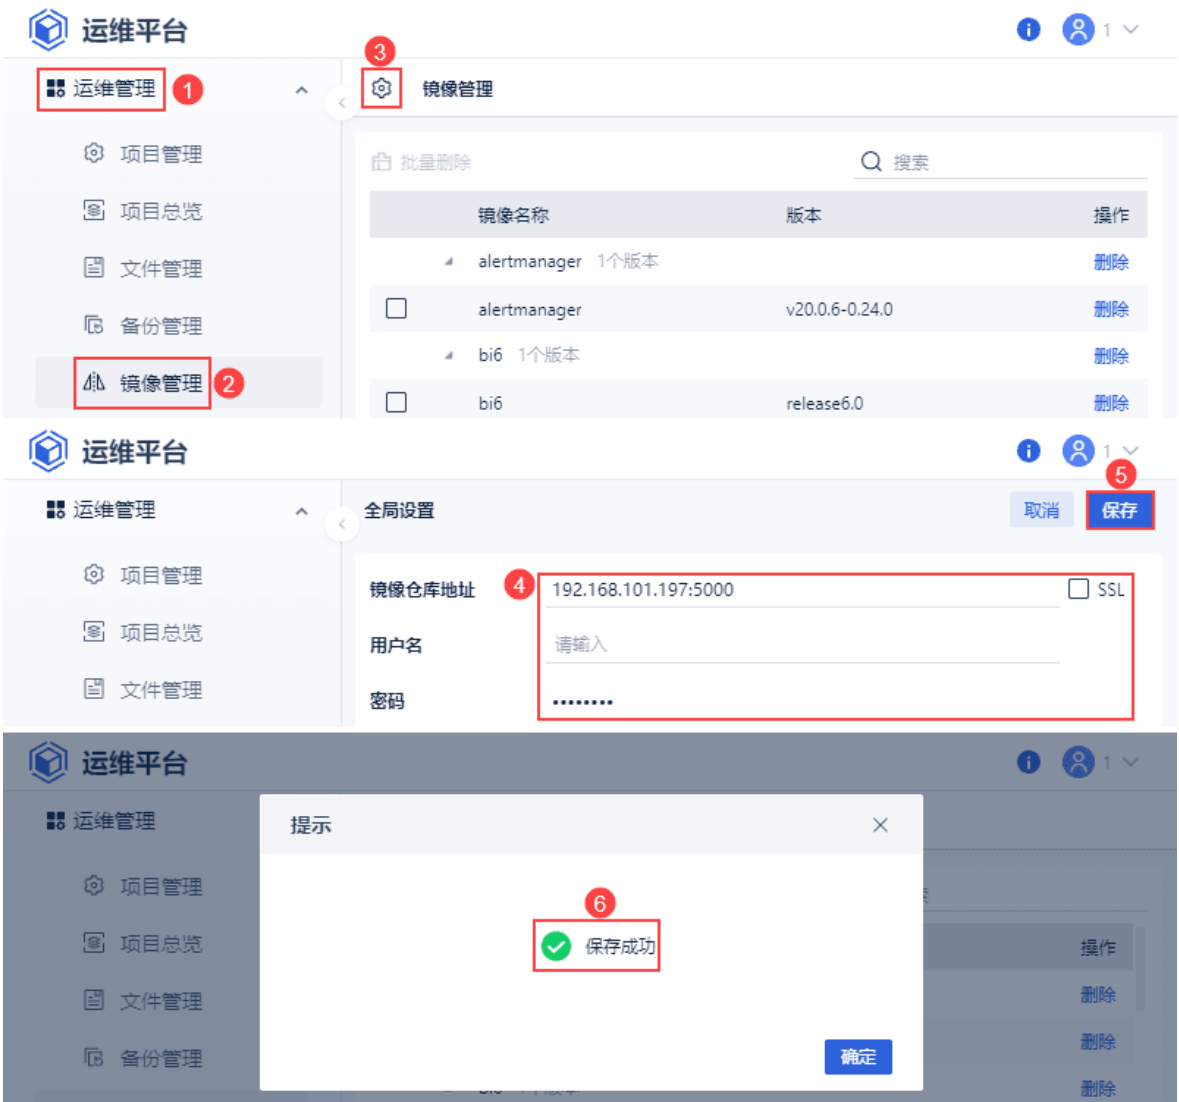 运维平台
1
3
运维管理 1
镜像管理
项目管理
批量删除
搜索
项目总览
镜像名称 版本 操作
文件管理
alertmanager 1个版本 删除
备份管理
alertmanager v20.0.6-0.24.0 删除
bi6 1个版本 删除
镜像管理 2
bi6 release6.0 删除
运维平台
1
5
运维管理
全局设置
取消 保存
项目管理
镜像仓库地址 4 192.168.101.197:5000 SSL
项目总览
用户名 请输入
文件管理
密码 ••••••••
运维平台
1
运维管理
提示
项目管理
6
项目总览
保存成功
操作
文件管理
删除
备份管理
删除
确定
删除